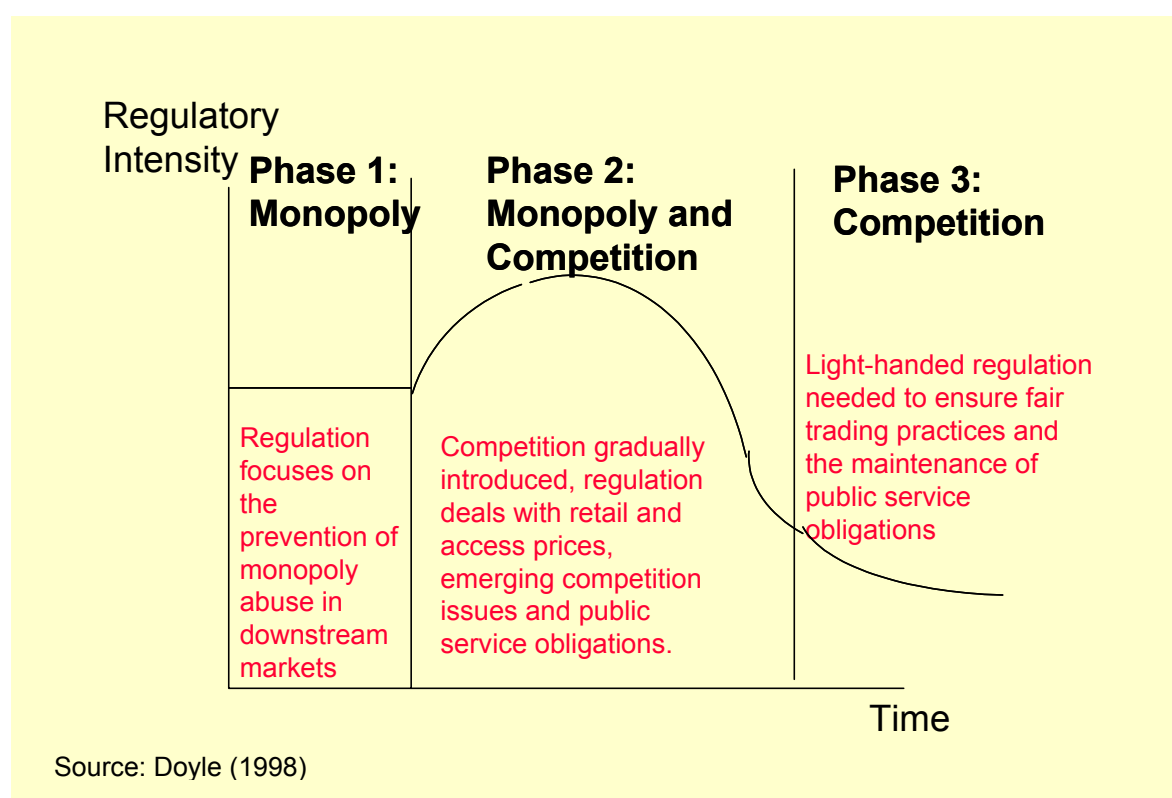 Regulatory
Intensity
Phase 1:
Monopoly
Phase 2:
Monopoly and
Competition
Phase 3:
Competition
Regulation
focuses on
the
prevention of
monopoly
abuse in
downstream
markets
Competition gradually
introduced, regulation
deals with retail and
access prices,
emerging competition
issues and public
service obligations.
Light-handed regulation
needed to ensure fair
trading practices and
the maintenance of
public service
obligations
Time
Source: Doyle (1998)